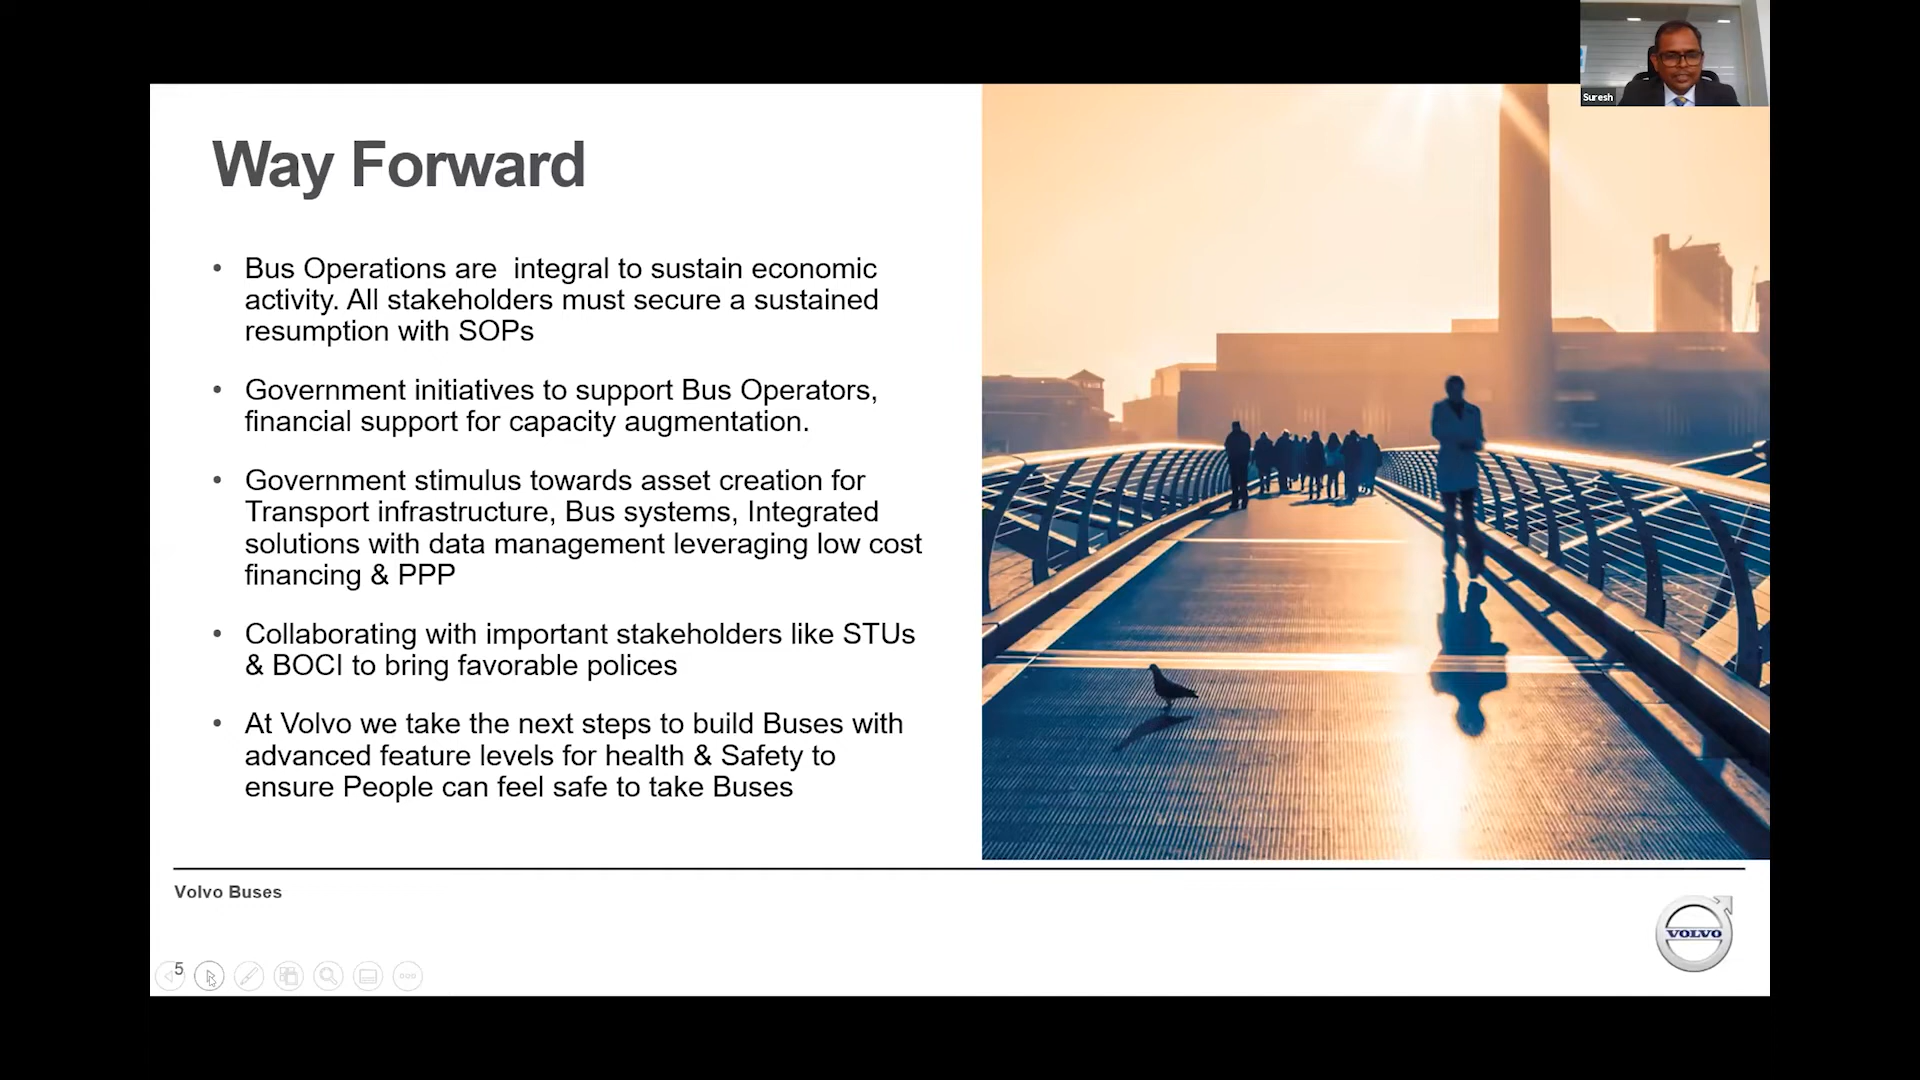 Suresh
Way Forward
• Bus Operations are  integral to sustain economic
activity. All stakeholders must secure a sustained
resumption with SOPs
• Government initiatives to support Bus Operators,
financial support for capacity augmentation.
• Government stimulus towards asset creation for
Transport infrastructure, Bus systems, Integrated
solutions with data management leveraging low cost
financing & PPP
• Collaborating with important stakeholders like STUs
& BOCI to bring favorable polices
• At Volvo we take the next steps to build Buses with
advanced feature levels for health & Safety to
ensure People can feel safe to take Buses
Volvo Buses
VOLVO
5